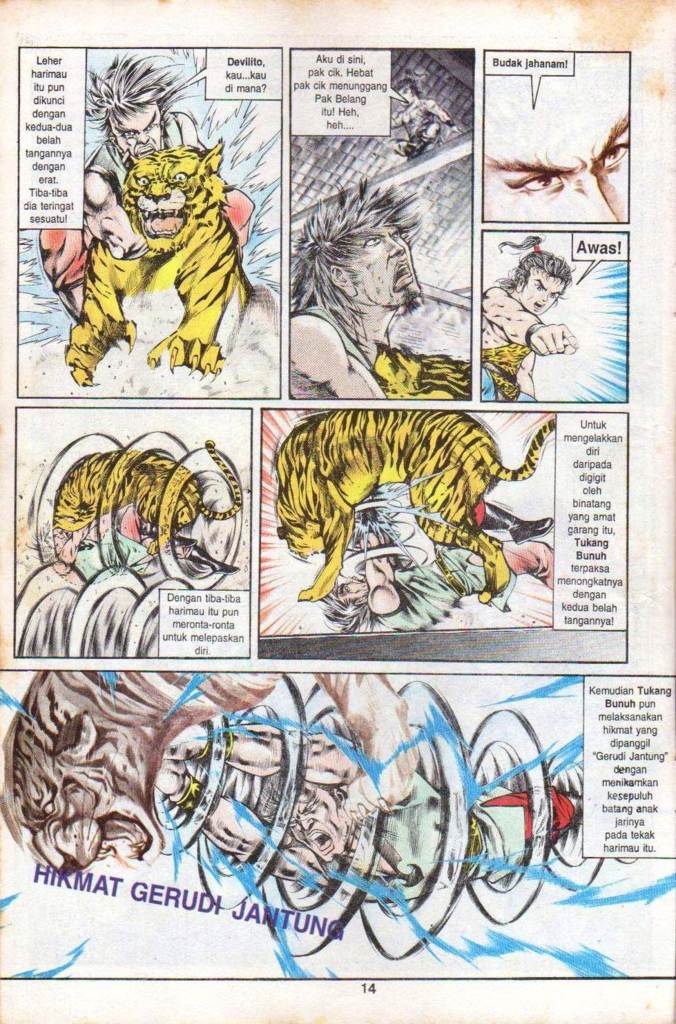 Leher
harimau
itu pun
dikunci
dengan
kedua-dua
belah
tangannya
dengan
erat.
Tiba-tiba
dia teringat
sesuatu!
Devilito,
kau...kau
di mana?
Aku di sini,
pak cik. Hebat
pak cik menunggang
Pak Belang
itu! Heh,
heh....
Budak jahanam!
Awas!
Dengan tiba-tiba
harimau itu pun
meronta-ronta
untuk melepaskan
diri.
Untuk
mengelakkan
diri
daripada
digigit
oleh
binatang
yang amat
garang itu,
Tukang
Bunuh
terpaksa
menongkatnya
dengan
kedua belah
tangannya!
Kemudian Tukang
Bunuh pun
melaksanakan
hikmat yang
dipanggil
"Gerudi Jantung"
dengan
menikamkan
kesepuluh
batang anak
jarinya
pada tekak
harimau itu.
HIKMAT GERUDI JANTUNG
14